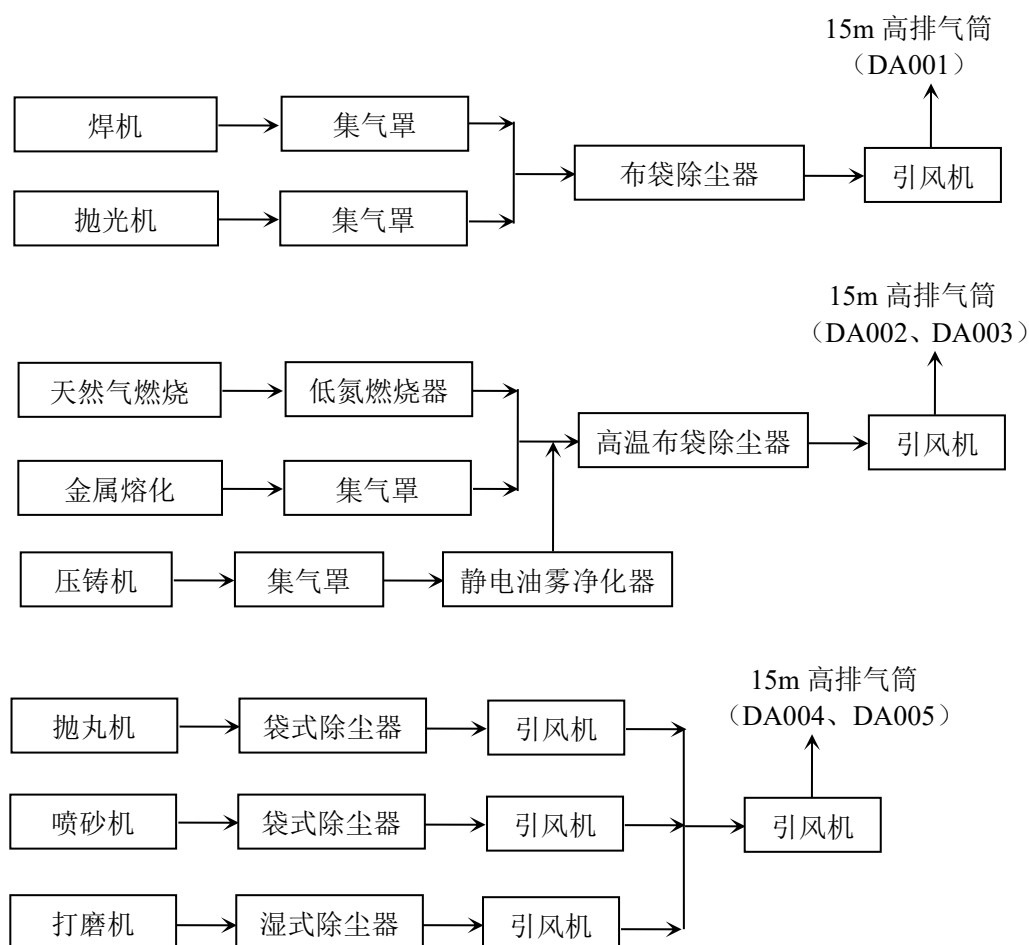 15m 高排气筒
（DA001）
焊机
集气罩
布袋除尘器
引风机
抛光机
集气罩
15m 高排气筒
（DA002、DA003）
天然气燃烧
低氮燃烧器
高温布袋除尘器
引风机
金属熔化
集气罩
压铸机
集气罩
静电油雾净化器
15m 高排气筒
（DA004、DA005）
抛丸机
袋式除尘器
引风机
喷砂机
袋式除尘器
引风机
引风机
打磨机
湿式除尘器
引风机